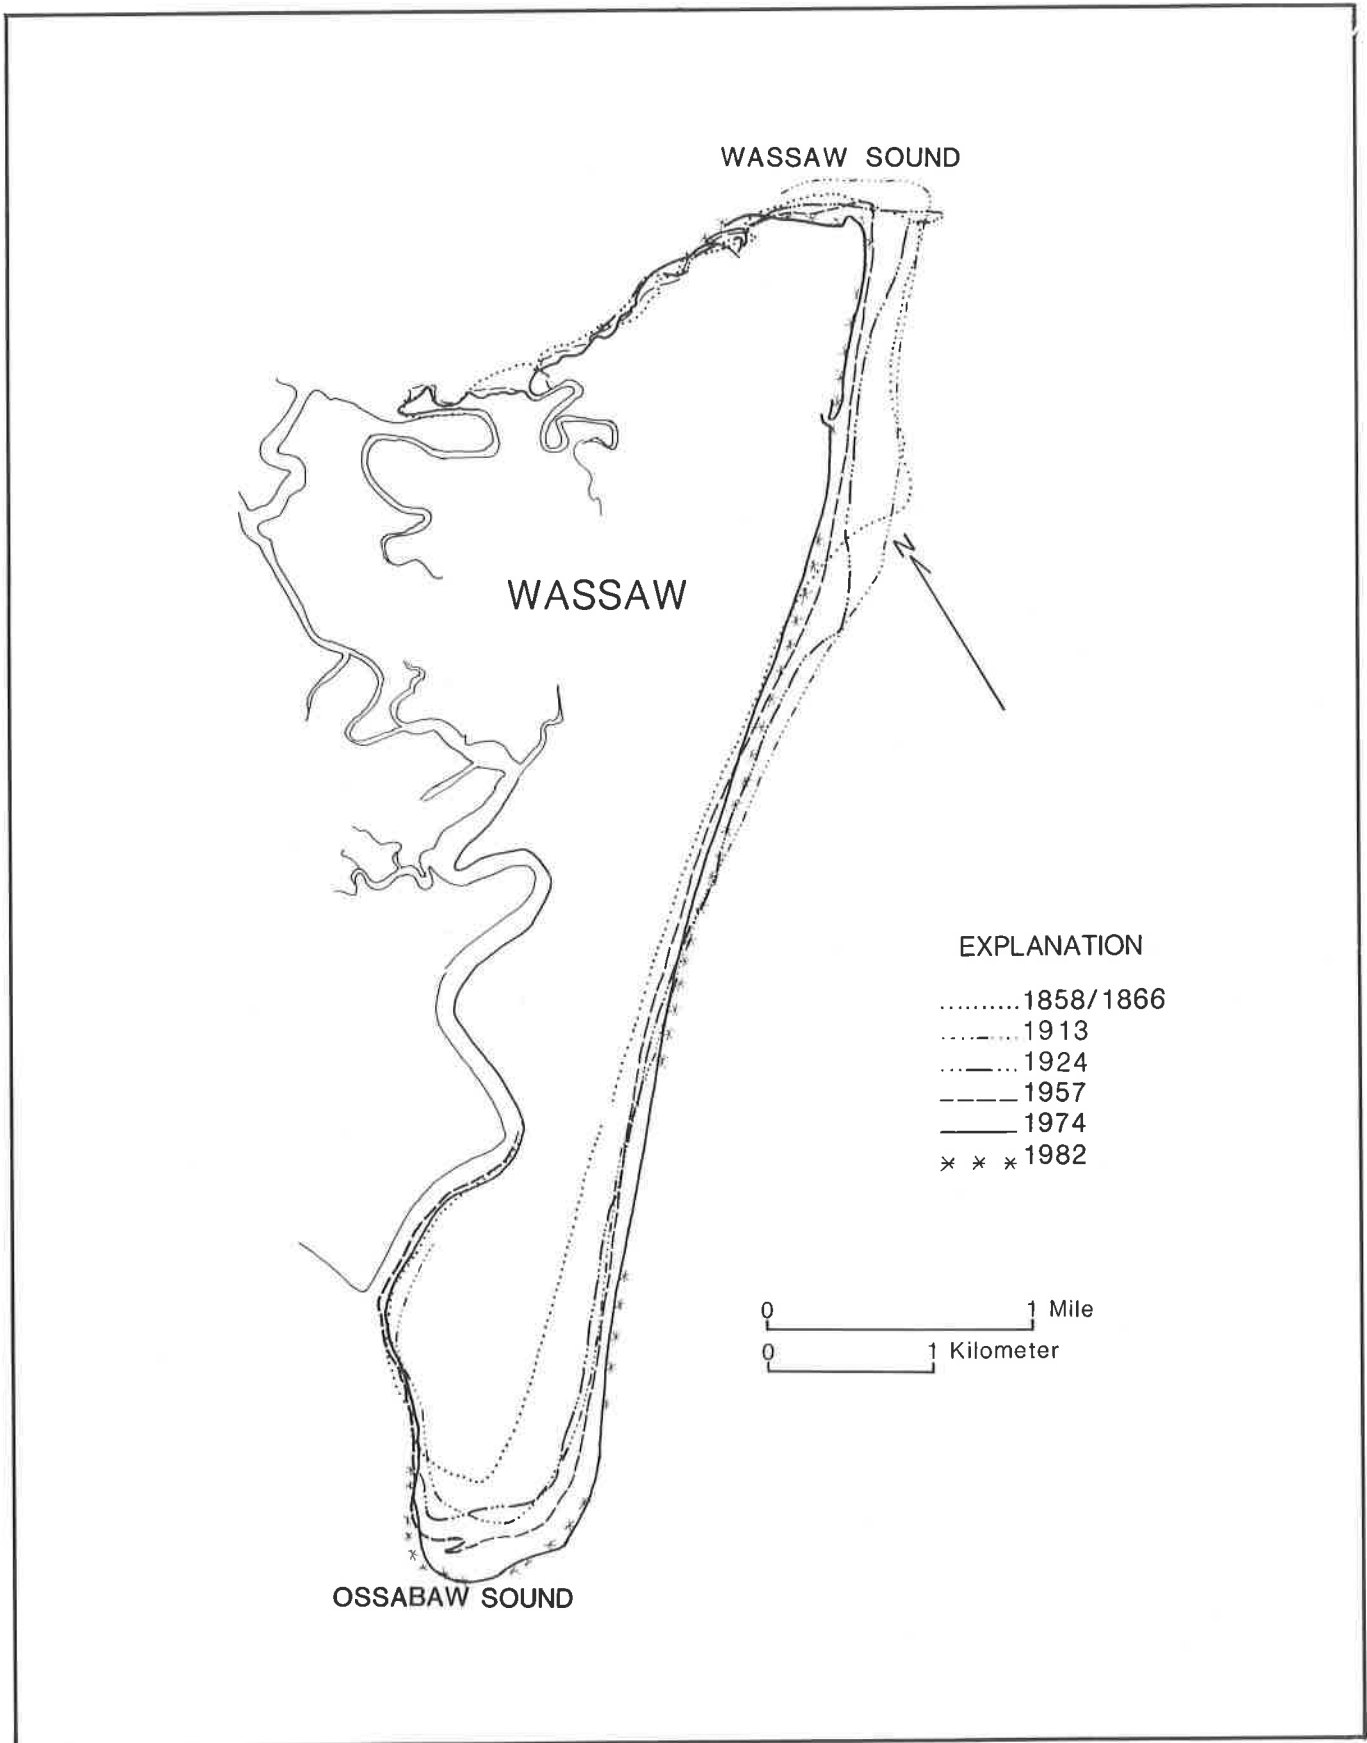 WASSAW SOUND
N
WASSAW
EXPLANATION
..........1858/1866
1913
1924
1957
1974
* * * 1982
0 1 Mile
0 1 Kilometer
OSSABAW SOUND